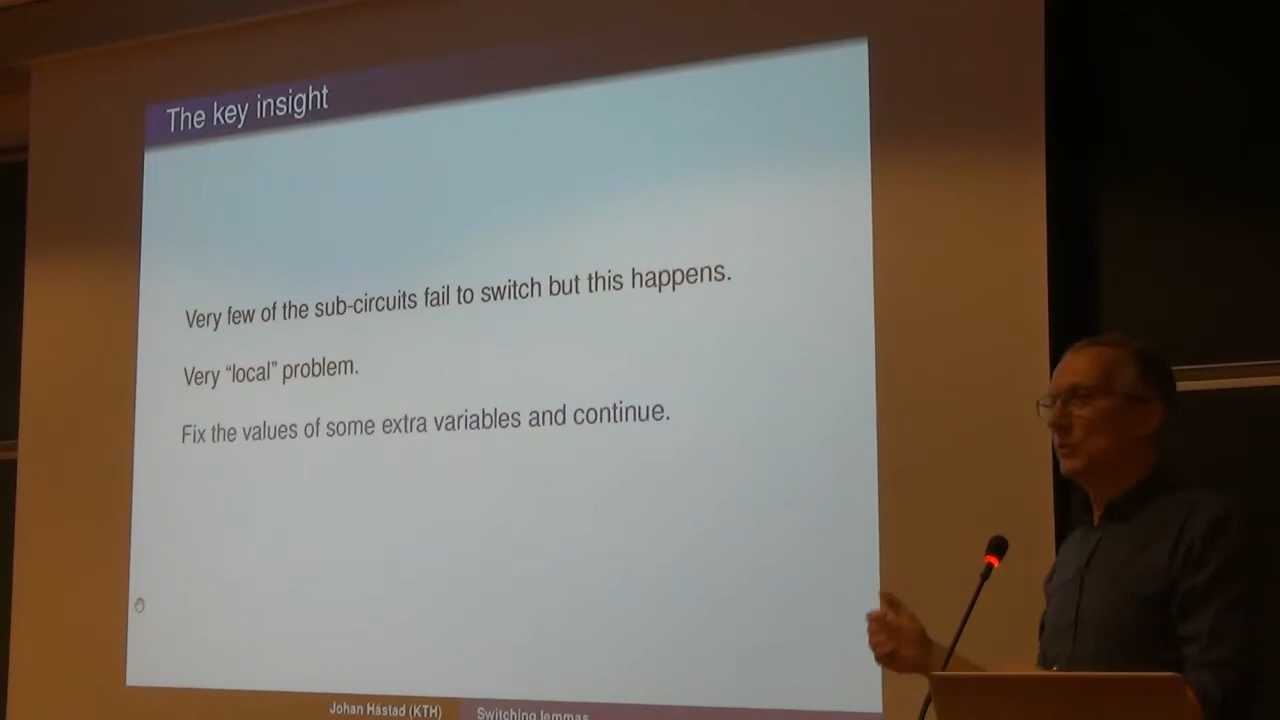 The key insight
Very few of the sub-circuits fail to switch but this happens.
Very “local” problem.
Fix the values of some extra variables and continue.
Johan Håstad (KTH)
Switching lemmas